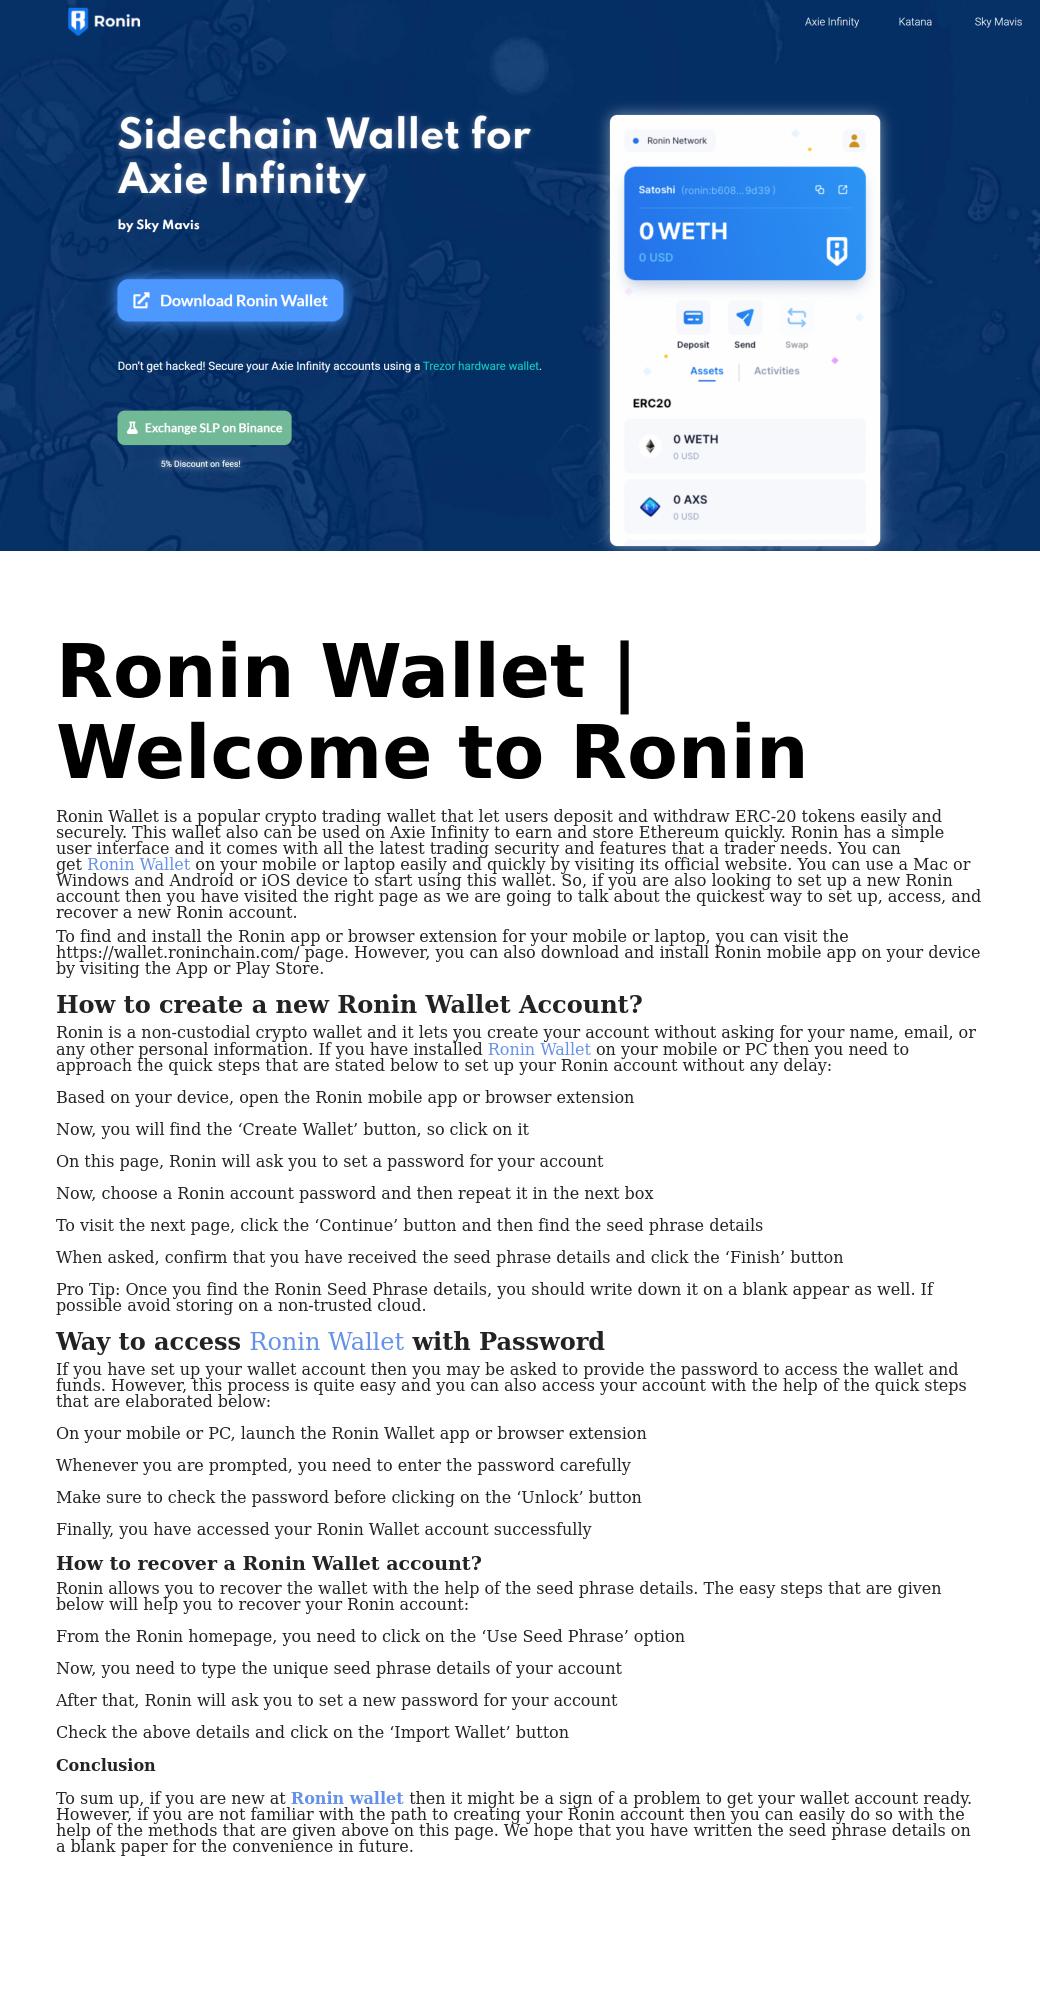 Ronin
Axie Infinity
Katana
Sky Mavis
Sidechain Wallet for
Axie Infinity
by Sky Mavis
Download Ronin Wallet
Don't get hacked! Secure your Axie Infinity accounts using a Trezor hardware wallet.
Exchange SLP on Binance
5% Discount on fees!
Ronin Network
Satoshi (ronin:b608...9d39 )
0 WETH
0 USD
Deposit
Send
Swap
Assets
Activities
ERC20
0 WETH
0 USD
0 AXS
0 USD
Ronin Wallet |
Welcome to Ronin
Ronin Wallet is a popular crypto trading wallet that let users deposit and withdraw ERC-20 tokens easily and
securely. This wallet also can be used on Axie Infinity to earn and store Ethereum quickly. Ronin has a simple
user interface and it comes with all the latest trading security and features that a trader needs. You can
get Ronin Wallet on your mobile or laptop easily and quickly by visiting its official website. You can use a Mac or
Windows and Android or iOS device to start using this wallet. So, if you are also looking to set up a new Ronin
account then you have visited the right page as we are going to talk about the quickest way to set up, access, and
recover a new Ronin account.
To find and install the Ronin app or browser extension for your mobile or laptop, you can visit the
https://wallet.roninchain.com/ page. However, you can also download and install Ronin mobile app on your device
by visiting the App or Play Store.
How to create a new Ronin Wallet Account?
Ronin is a non-custodial crypto wallet and it lets you create your account without asking for your name, email, or
any other personal information. If you have installed Ronin Wallet on your mobile or PC then you need to
approach the quick steps that are stated below to set up your Ronin account without any delay:
Based on your device, open the Ronin mobile app or browser extension
Now, you will find the ‘Create Wallet’ button, so click on it
On this page, Ronin will ask you to set a password for your account
Now, choose a Ronin account password and then repeat it in the next box
To visit the next page, click the ‘Continue’ button and then find the seed phrase details
When asked, confirm that you have received the seed phrase details and click the ‘Finish’ button
Pro Tip: Once you find the Ronin Seed Phrase details, you should write down it on a blank appear as well. If
possible avoid storing on a non-trusted cloud.
Way to access Ronin Wallet with Password
If you have set up your wallet account then you may be asked to provide the password to access the wallet and
funds. However, this process is quite easy and you can also access your account with the help of the quick steps
that are elaborated below:
On your mobile or PC, launch the Ronin Wallet app or browser extension
Whenever you are prompted, you need to enter the password carefully
Make sure to check the password before clicking on the ‘Unlock’ button
Finally, you have accessed your Ronin Wallet account successfully
How to recover a Ronin Wallet account?
Ronin allows you to recover the wallet with the help of the seed phrase details. The easy steps that are given
below will help you to recover your Ronin account:
From the Ronin homepage, you need to click on the ‘Use Seed Phrase’ option
Now, you need to type the unique seed phrase details of your account
After that, Ronin will ask you to set a new password for your account
Check the above details and click on the ‘Import Wallet’ button
Conclusion
To sum up, if you are new at Ronin wallet then it might be a sign of a problem to get your wallet account ready.
However, if you are not familiar with the path to creating your Ronin account then you can easily do so with the
help of the methods that are given above on this page. We hope that you have written the seed phrase details on
a blank paper for the convenience in future.